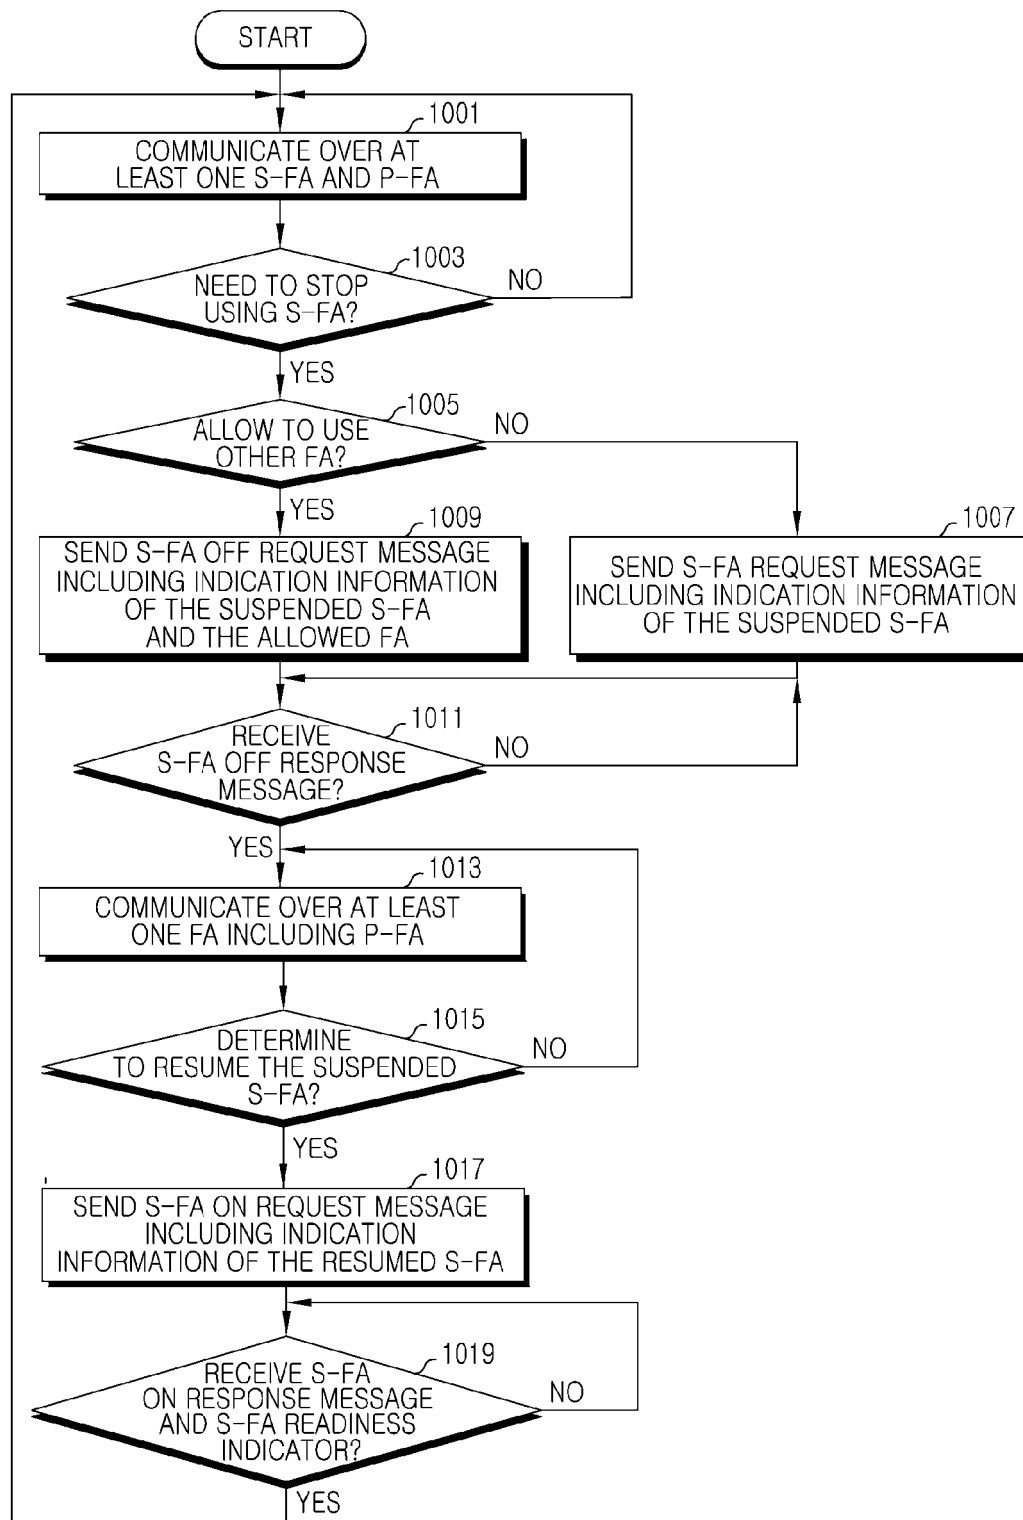 START
1001
COMMUNICATE OVER AT
LEAST ONE S-FA AND P-FA
1003
NEED TO STOP
USING S-FA?
NO
YES
1005
ALLOW TO USE
OTHER FA?
NO
YES
1009
SEND S-FA OFF REQUEST MESSAGE
INCLUDING INDICATION INFORMATION
OF THE SUSPENDED S-FA
AND THE ALLOWED FA
1007
SEND S-FA REQUEST MESSAGE
INCLUDING INDICATION INFORMATION
OF THE SUSPENDED S-FA
1011
RECEIVE
S-FA OFF RESPONSE
MESSAGE?
NO
YES
1013
COMMUNICATE OVER AT LEAST
ONE FA INCLUDING P-FA
1015
DETERMINE
TO RESUME THE SUSPENDED
S-FA?
NO
YES
1017
SEND S-FA ON REQUEST MESSAGE
INCLUDING INDICATION
INFORMATION OF THE RESUMED S-FA
1019
RECEIVE S-FA
ON RESPONSE MESSAGE
AND S-FA READINESS
INDICATOR?
NO
YES